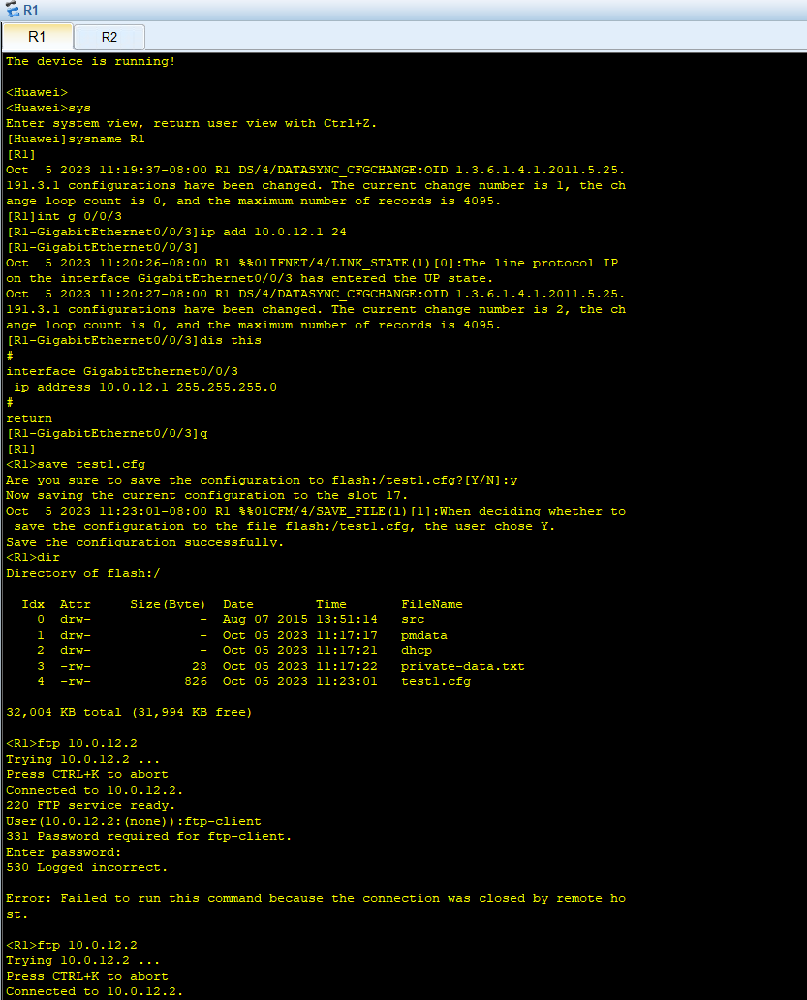 R1
R1 R2
The device is running!
<Huawei>
<Huawei>sys
Enter system view, return user view with Ctrl+Z.
[Huawei]sysname R1
[R1]
Oct  5 2023 11:19:37-08:00 R1 DS/4/DATASYNC_CFGCHANGE:OID 1.3.6.1.4.1.2011.5.25.
191.3.1 configurations have been changed. The current change number is 1, the ch
ange loop count is 0, and the maximum number of records is 4095.
[R1]int g 0/0/3
[R1-GigabitEthernet0/0/3]ip add 10.0.12.1 24
[R1-GigabitEthernet0/0/3]
Oct  5 2023 11:20:26-08:00 R1 %%01IFNET/4/LINK_STATE(l)[0]:The line protocol IP
on the interface GigabitEthernet0/0/3 has entered the UP state.
Oct  5 2023 11:20:27-08:00 R1 DS/4/DATASYNC_CFGCHANGE:OID 1.3.6.1.4.1.2011.5.25.
191.3.1 configurations have been changed. The current change number is 2, the ch
ange loop count is 0, and the maximum number of records is 4095.
[R1-GigabitEthernet0/0/3]dis this
#
interface GigabitEthernet0/0/3
 ip address 10.0.12.1 255.255.255.0
#
return
[R1-GigabitEthernet0/0/3]q
[R1]
<R1>save test1.cfg
Are you sure to save the configuration to flash:/test1.cfg?[Y/N]:y
Now saving the current configuration to the slot 17.
Oct  5 2023 11:23:01-08:00 R1 %%01CFM/4/SAVE_FILE(l)[1]:When deciding whether to
 save the configuration to the file flash:/test1.cfg, the user chose Y.
Save the configuration successfully.
<R1>dir
Directory of flash:/
  Idx  Attr     Size(Byte)  Date        Time       FileName
    0  drw-              -  Aug 07 2015 13:51:14   src
    1  drw-              -  Oct 05 2023 11:17:17   pmdata
    2  drw-              -  Oct 05 2023 11:17:21   dhcp
    3  -rw-             28  Oct 05 2023 11:17:22   private-data.txt
    4  -rw-            826  Oct 05 2023 11:23:01   test1.cfg
32,004 KB total (31,994 KB free)
<R1>ftp 10.0.12.2
Trying 10.0.12.2 ...
Press CTRL+K to abort
Connected to 10.0.12.2.
220 FTP service ready.
User(10.0.12.2:(none)):ftp-client
331 Password required for ftp-client.
Enter password:
530 Logged incorrect.
Error: Failed to run this command because the connection was closed by remote ho
st.
<R1>ftp 10.0.12.2
Trying 10.0.12.2 ...
Press CTRL+K to abort
Connected to 10.0.12.2.